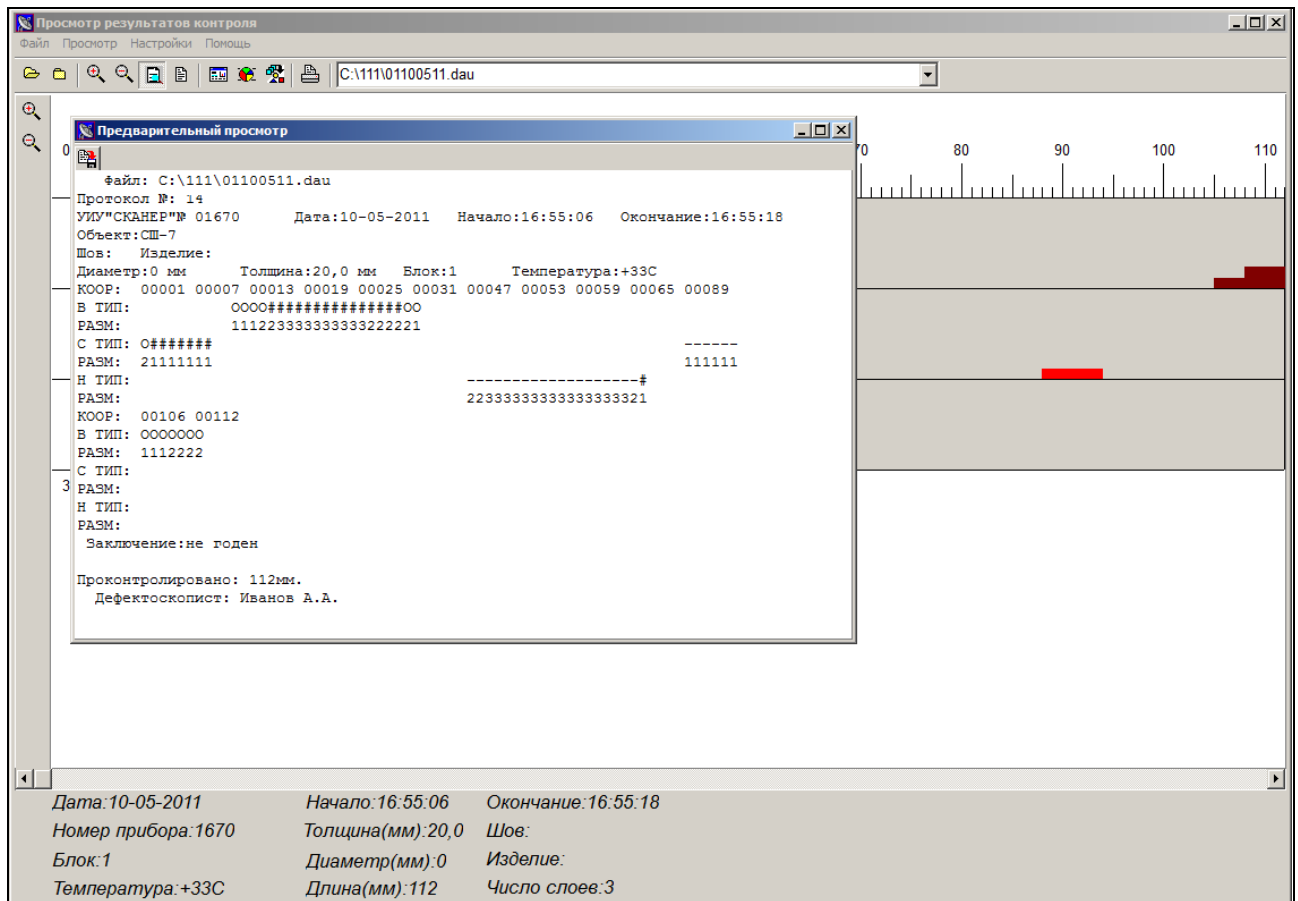 Просмотр результатов контроля
Файл Просмотр Настройки Помощь
C:\111\01100511.dau
Предварительный просмотр
0 70 80 90 100 110
Файл: C:\111\01100511.dau
Протокол №: 14
УИУ"СКАНЕР"№ 01670 Дата:10-05-2011 Начало:16:55:06 Окончание:16:55:18
Объект:СШ-7
Шов: Изделие:
Диаметр:0 мм Толщина:20,0 мм Блок:1 Температура:+33С
КООР: 00001 00007 00013 00019 00025 00031 00047 00053 00059 00065 00089
В ТИП: OOOO###############OO
РАЗМ: 111223333333333222221
С ТИП: O####### ------
РАЗМ: 21111111 111111
Н ТИП: -------------------#
РАЗМ: 22333333333333333321
КООР: 00106 00112
В ТИП: OOOOOOO
РАЗМ: 1112222
С ТИП:
3 РАЗМ:
Н ТИП:
РАЗМ:
Заключение:не годен
Проконтролировано: 112мм.
Дефектоскопист: Иванов А.А.
Дата:10-05-2011 Начало:16:55:06 Окончание:16:55:18
Номер прибора:1670 Толщина(мм):20,0 Шов:
Блок:1 Диаметр(мм):0 Изделие:
Температура:+33С Длина(мм):112 Число слоев:3